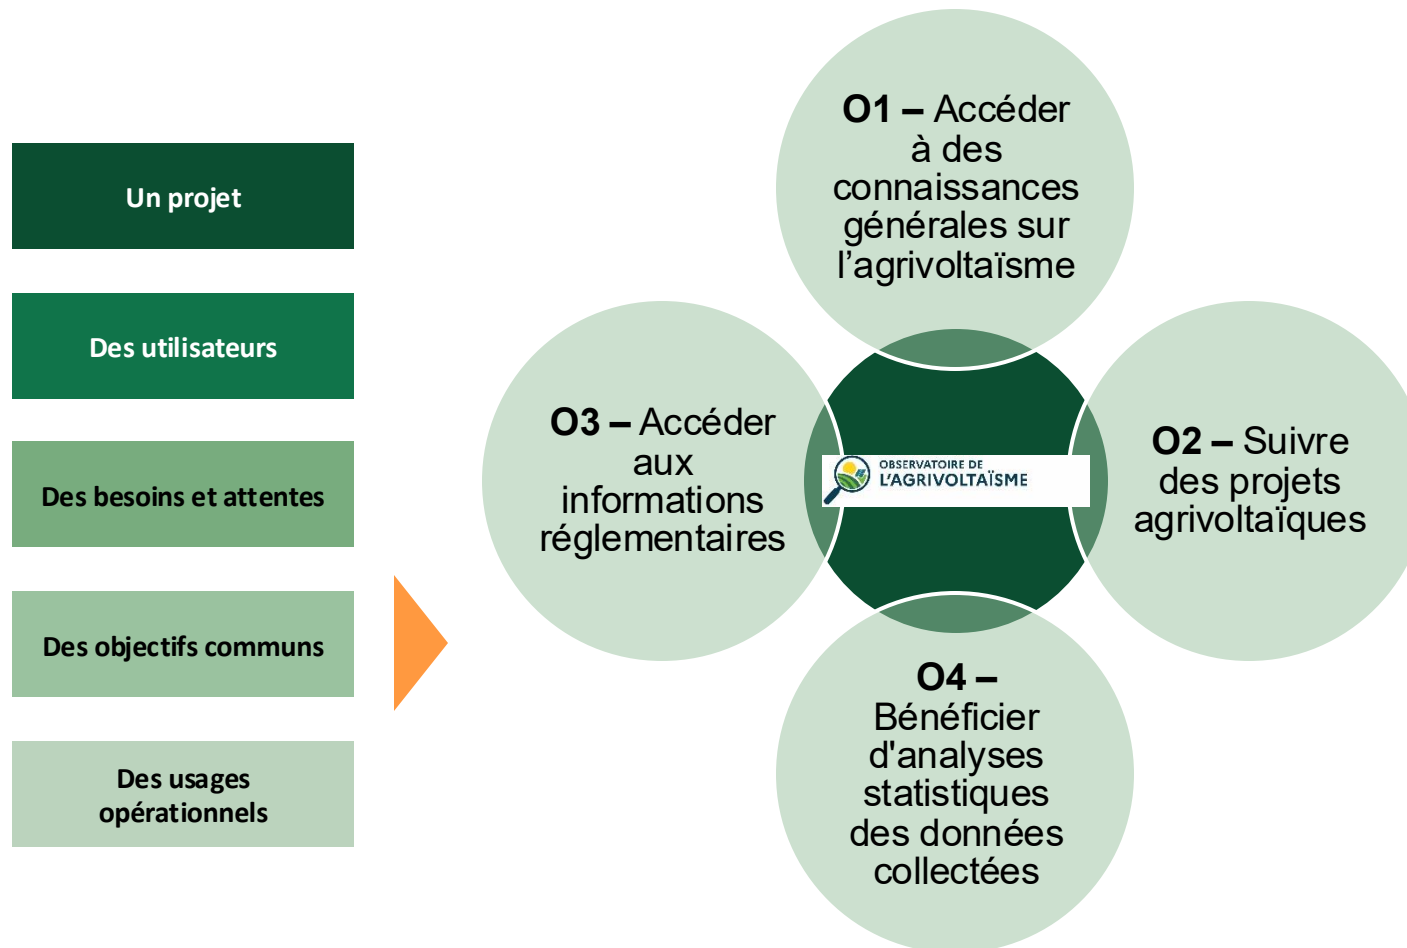 Un projet
Des utilisateurs
Des besoins et attentes
Des objectifs communs
Des usages
opérationnels
O1 – Accéder
à des
connaissances
générales sur
l’agrivoltaïsme
O3 – Accéder
aux
informations
réglementaires
OBSERVATOIRE DE
L'AGRIVOLTAÏSME
O2 – Suivre
des projets
agrivoltaïques
O4 –
Bénéficier
d'analyses
statistiques
des données
collectées